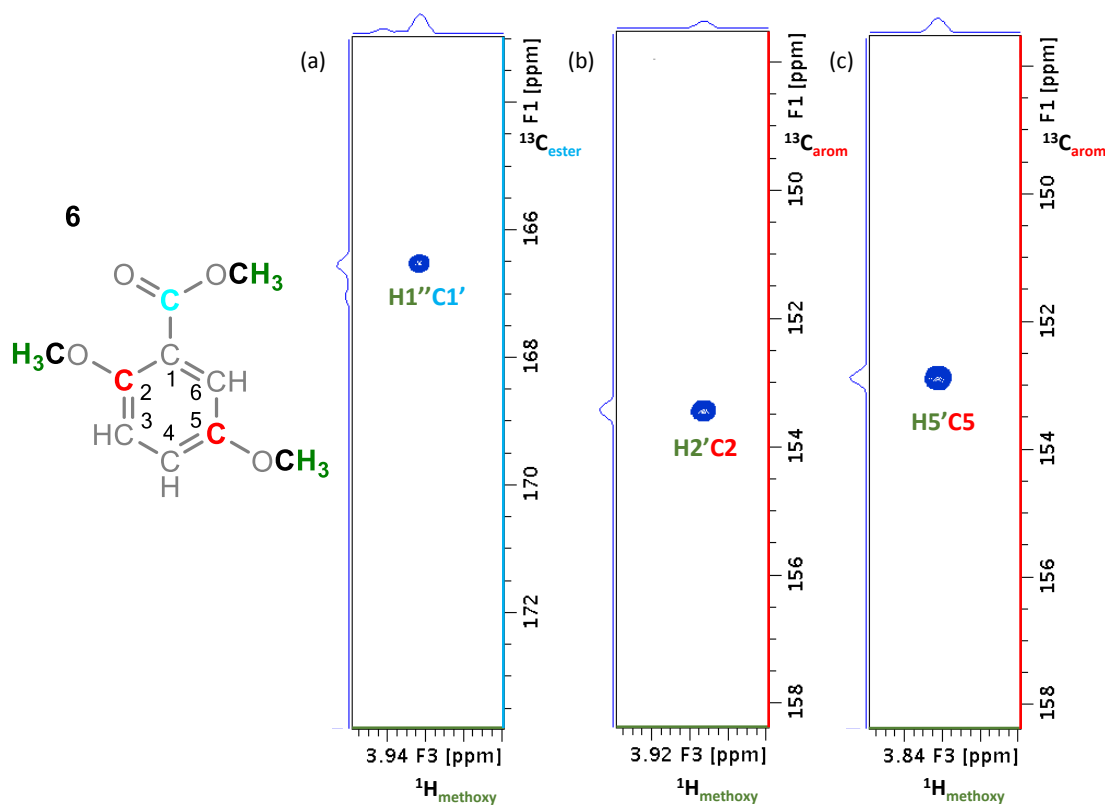 6
O
OCH3
C
H3CO
C
1
CH
C
2
6
3
5
HC
4
C
C
H
OCH3
(a)
F1 [ppm]
13Cester
166
168
170
172
H1''C1'
3.94 F3 [ppm]
1Hmethoxy
(b)
F1 [ppm]
13Carom
150
152
154
156
158
H2'C2
3.92 F3 [ppm]
1Hmethoxy
(c)
F1 [ppm]
13Carom
150
152
154
156
158
H5'C5
3.84 F3 [ppm]
1Hmethoxy